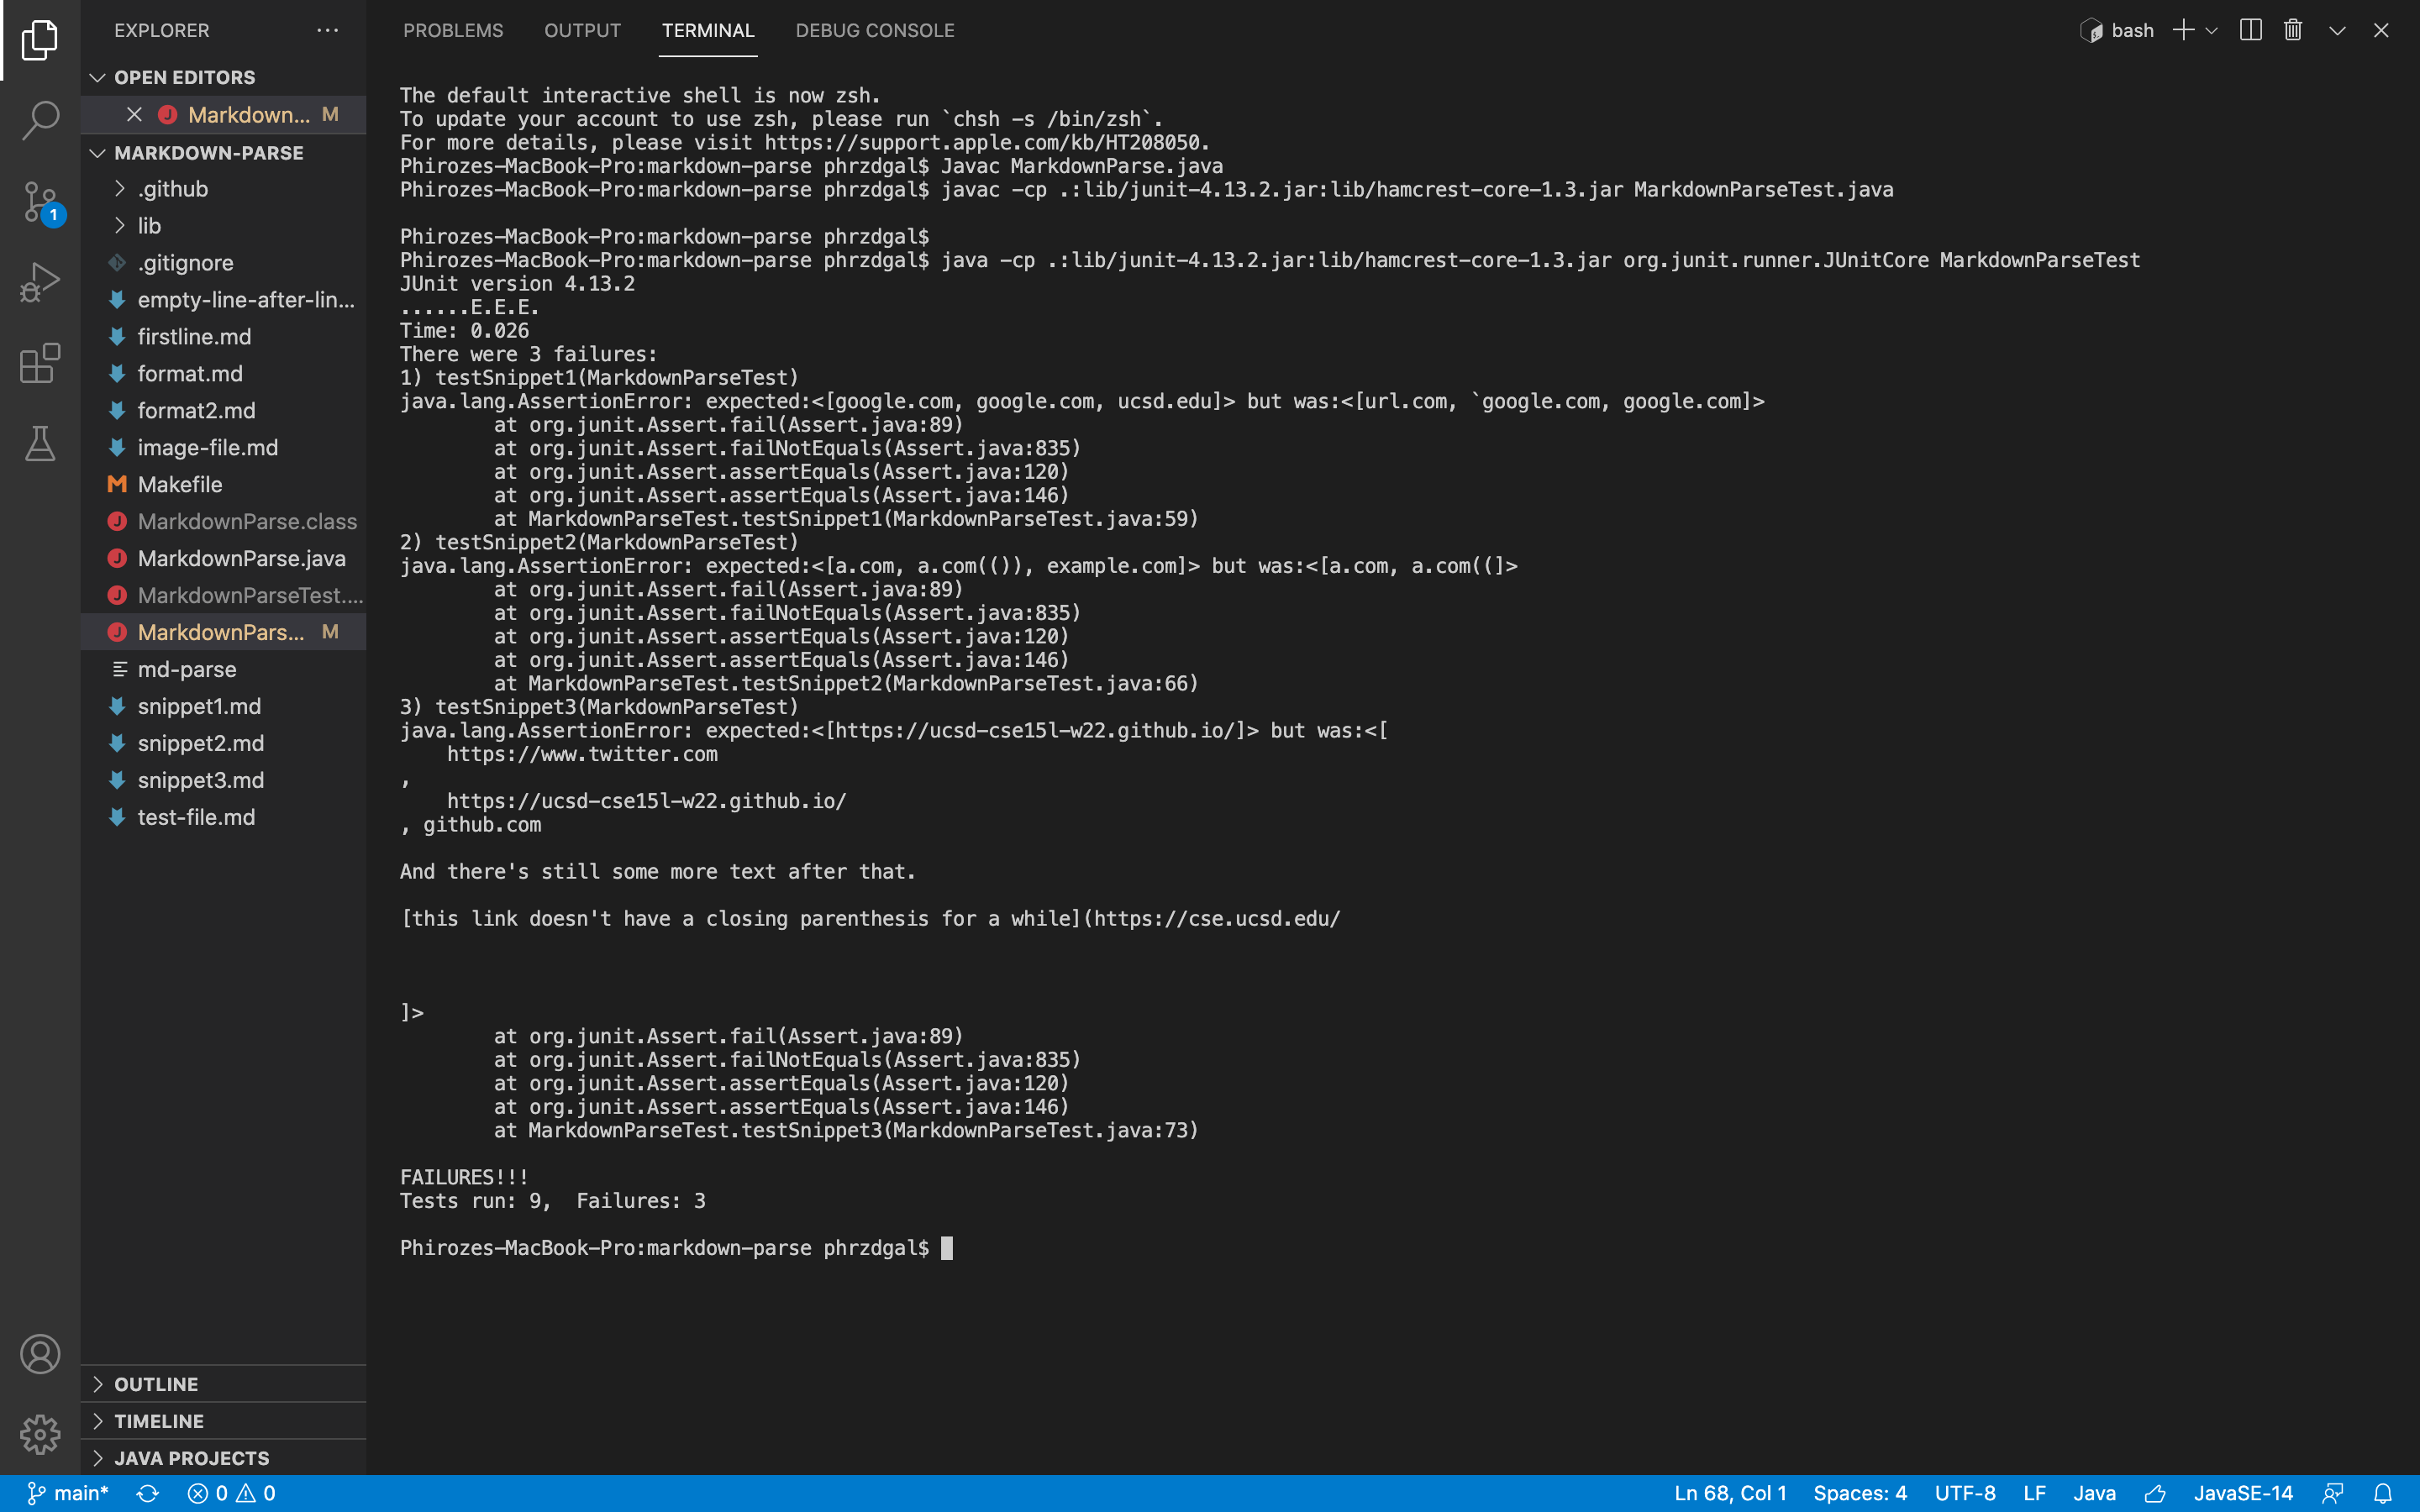 EXPLORER
OPEN EDITORS
Markdown... M
MARKDOWN-PARSE
.github
lib
.gitignore
empty-line-after-lin...
firstline.md
format.md
format2.md
image-file.md
Makefile
MarkdownParse.class
MarkdownParse.java
MarkdownParseTest....
MarkdownPars... M
md-parse
snippet1.md
snippet2.md
snippet3.md
test-file.md
OUTLINE
TIMELINE
JAVA PROJECTS
1
PROBLEMS OUTPUT TERMINAL DEBUG CONSOLE
bash
The default interactive shell is now zsh.
To update your account to use zsh, please run `chsh -s /bin/zsh`.
For more details, please visit https://support.apple.com/kb/HT208050.
Phirozes-MacBook-Pro:markdown-parse phrzdgal$ Javac MarkdownParse.java
Phirozes-MacBook-Pro:markdown-parse phrzdgal$ javac -cp .:lib/junit-4.13.2.jar:lib/hamcrest-core-1.3.jar MarkdownParseTest.java
Phirozes-MacBook-Pro:markdown-parse phrzdgal$
Phirozes-MacBook-Pro:markdown-parse phrzdgal$ java -cp .:lib/junit-4.13.2.jar:lib/hamcrest-core-1.3.jar org.junit.runner.JUnitCore MarkdownParseTest
JUnit version 4.13.2
......E.E.E.
Time: 0.026
There were 3 failures:
1) testSnippet1(MarkdownParseTest)
java.lang.AssertionError: expected:<[google.com, google.com, ucsd.edu]> but was:<[url.com, `google.com, google.com]>
at org.junit.Assert.fail(Assert.java:89)
at org.junit.Assert.failNotEquals(Assert.java:835)
at org.junit.Assert.assertEquals(Assert.java:120)
at org.junit.Assert.assertEquals(Assert.java:146)
at MarkdownParseTest.testSnippet1(MarkdownParseTest.java:59)
2) testSnippet2(MarkdownParseTest)
java.lang.AssertionError: expected:<[a.com, a.com(()), example.com]> but was:<[a.com, a.com((]>
at org.junit.Assert.fail(Assert.java:89)
at org.junit.Assert.failNotEquals(Assert.java:835)
at org.junit.Assert.assertEquals(Assert.java:120)
at org.junit.Assert.assertEquals(Assert.java:146)
at MarkdownParseTest.testSnippet2(MarkdownParseTest.java:66)
3) testSnippet3(MarkdownParseTest)
java.lang.AssertionError: expected:<[https://ucsd-cse15l-w22.github.io/]> but was:<[
https://www.twitter.com
,
https://ucsd-cse15l-w22.github.io/
, github.com
And there's still some more text after that.
[this link doesn't have a closing parenthesis for a while](https://cse.ucsd.edu/
]>
at org.junit.Assert.fail(Assert.java:89)
at org.junit.Assert.failNotEquals(Assert.java:835)
at org.junit.Assert.assertEquals(Assert.java:120)
at org.junit.Assert.assertEquals(Assert.java:146)
at MarkdownParseTest.testSnippet3(MarkdownParseTest.java:73)
FAILURES!!!
Tests run: 9,  Failures: 3
Phirozes-MacBook-Pro:markdown-parse phrzdgal$
main* 0 0 Ln 68, Col 1 Spaces: 4 UTF-8 LF Java JavaSE-14